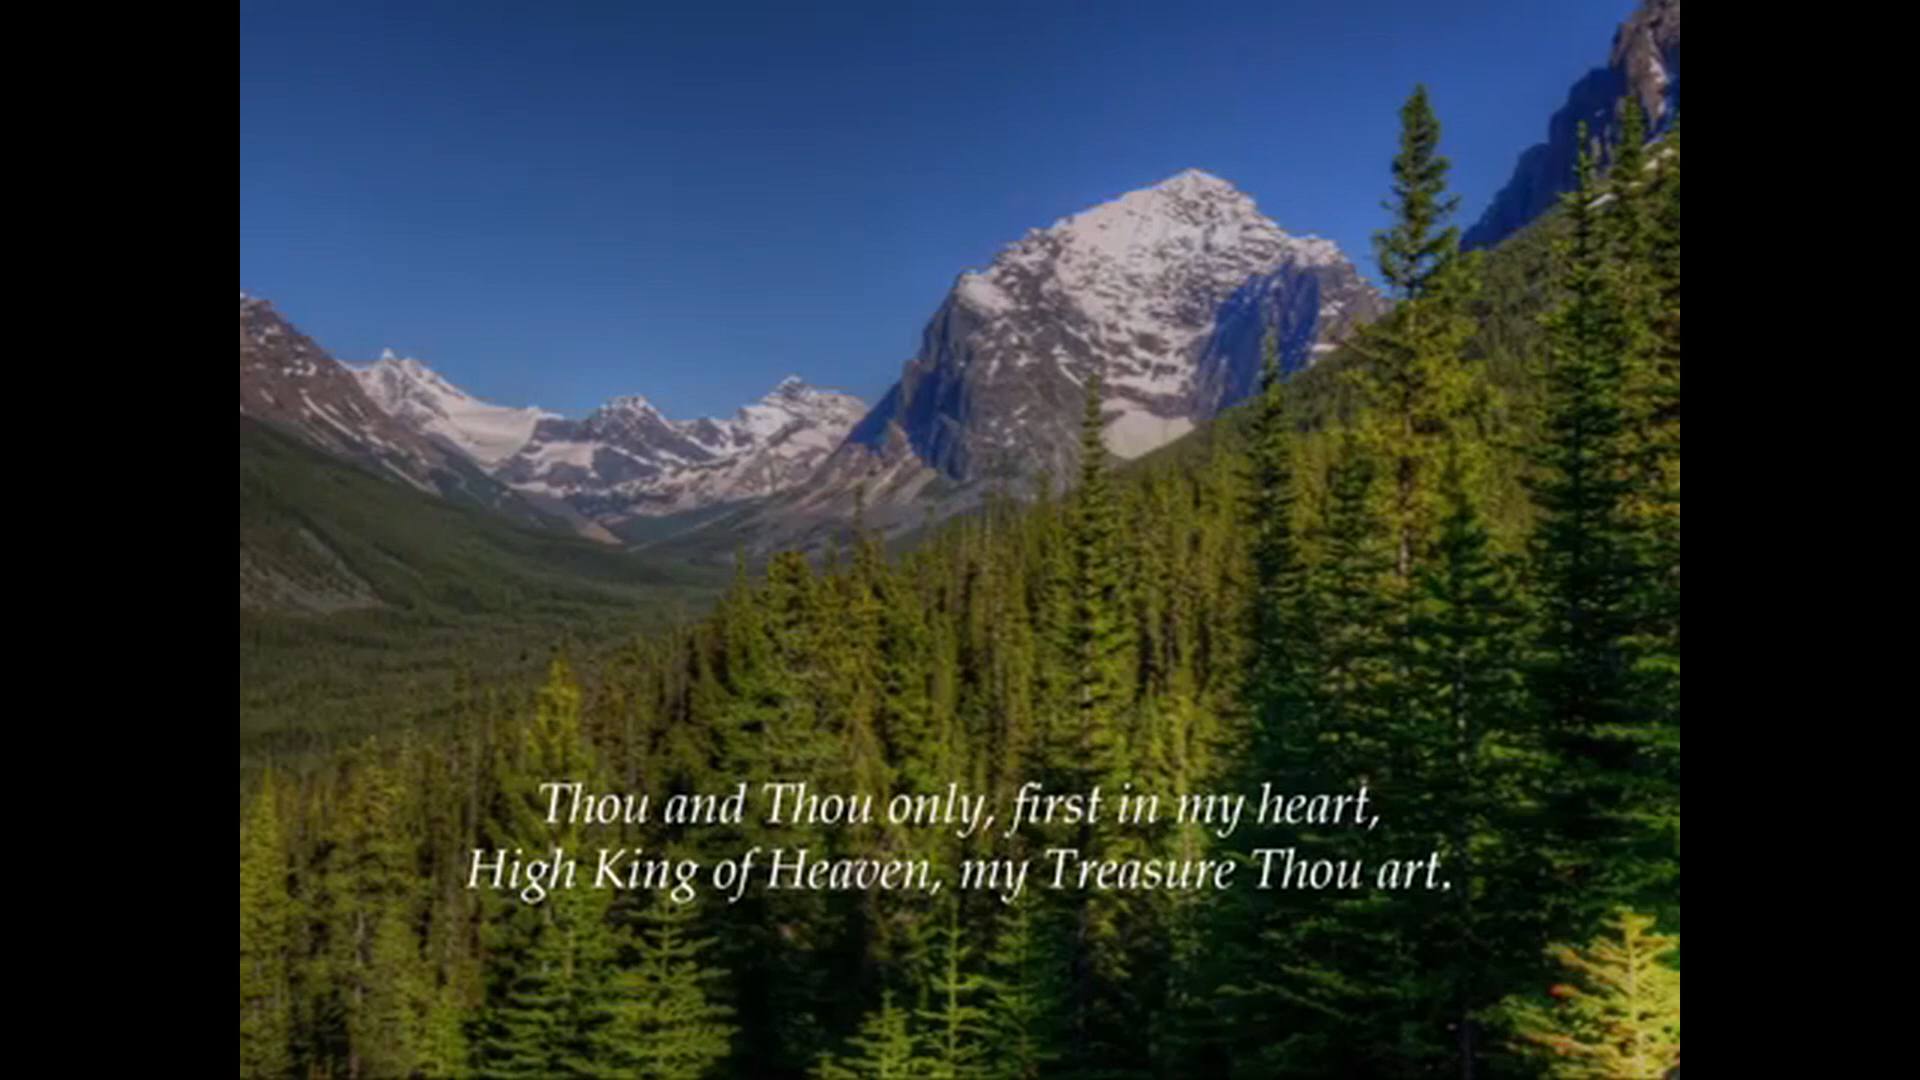 Thou and Thou only, first in my heart,
High King of Heaven, my Treasure Thou art.